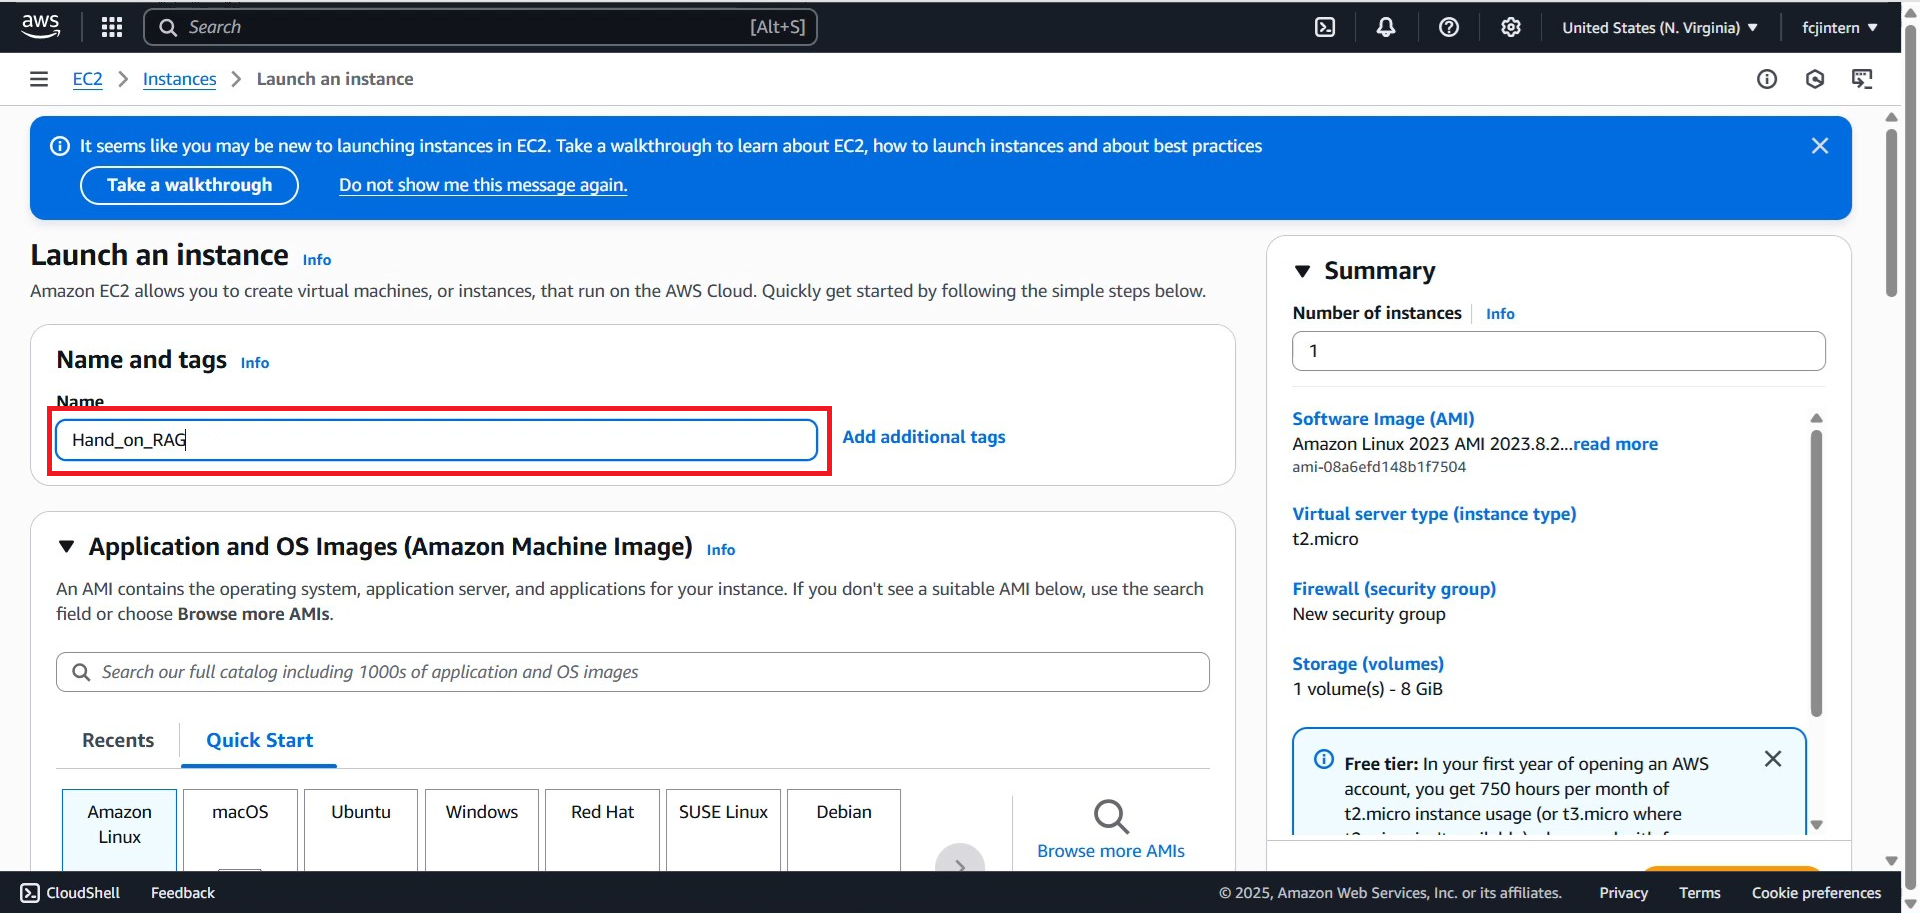 aws
Search
[Alt+S]
United States (N. Virginia)
fcjintern
EC2
Instances
Launch an instance
It seems like you may be new to launching instances in EC2. Take a walkthrough to learn about EC2, how to launch instances and about best practices
Take a walkthrough
Do not show me this message again.
Launch an instance Info
Amazon EC2 allows you to create virtual machines, or instances, that run on the AWS Cloud. Quickly get started by following the simple steps below.
Name and tags Info
Name
Hand_on_RAG
Add additional tags
Application and OS Images (Amazon Machine Image) Info
An AMI contains the operating system, application server, and applications for your instance. If you don't see a suitable AMI below, use the search
field or choose Browse more AMIs.
Search our full catalog including 1000s of application and OS images
Recents
Quick Start
Amazon
Linux
macOS
Ubuntu
Windows
Red Hat
SUSE Linux
Debian
Browse more AMIs
Summary
Number of instances Info
1
Software Image (AMI)
Amazon Linux 2023 AMI 2023.8.2...read more
ami-08a6efd148b1f7504
Virtual server type (instance type)
t2.micro
Firewall (security group)
New security group
Storage (volumes)
1 volume(s) - 8 GiB
Free tier: In your first year of opening an AWS
account, you get 750 hours per month of
t2.micro instance usage (or t3.micro where
CloudShell
Feedback
© 2025, Amazon Web Services, Inc. or its affiliates.
Privacy
Terms
Cookie preferences